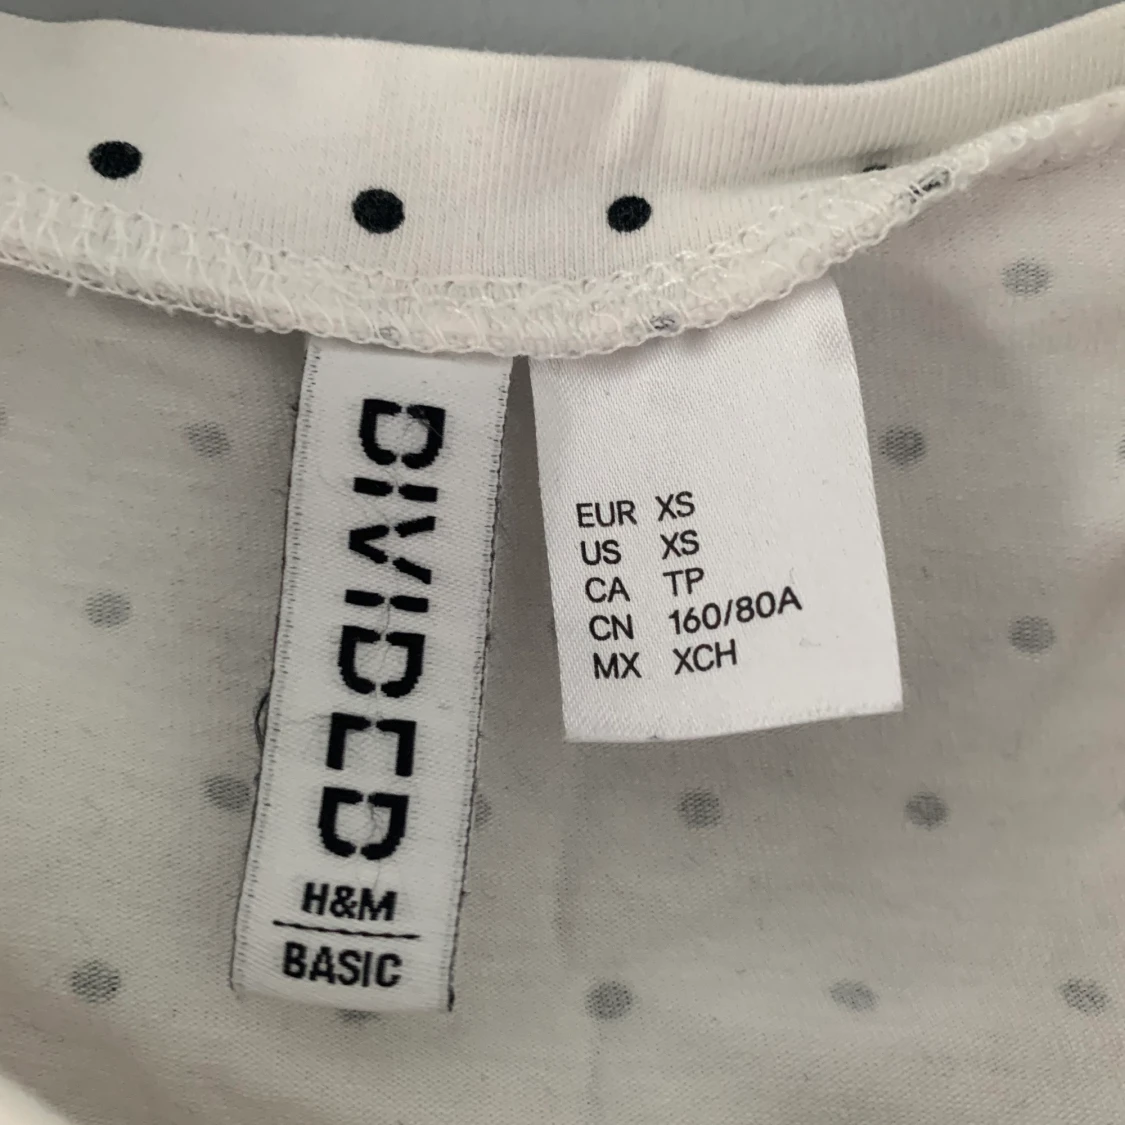 DIVIDED
H&M
BASIC
EUR XS
US XS
CA TP
CN 160/80A
MX XCH